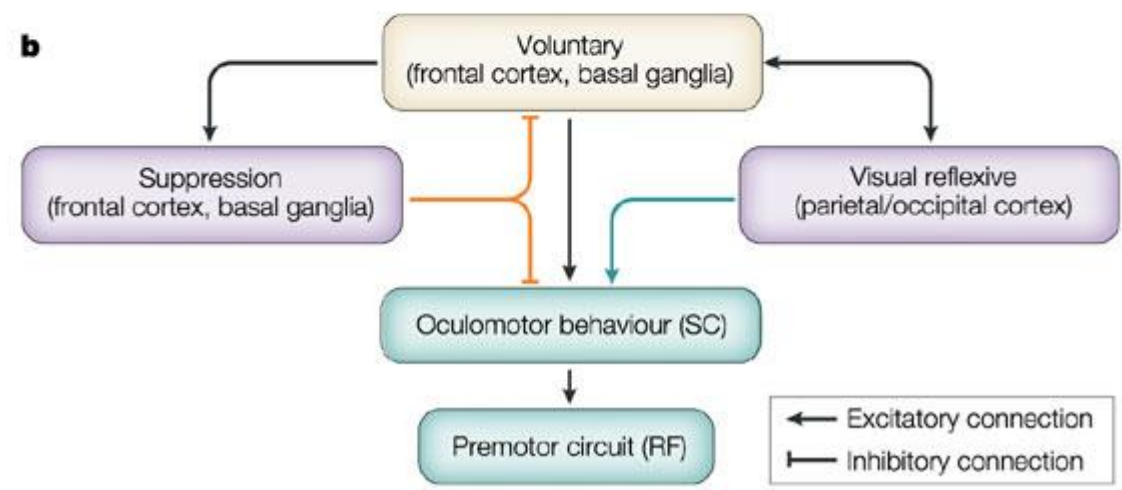 b
Voluntary
(frontal cortex, basal ganglia)
Suppression
(frontal cortex, basal ganglia)
Visual reflexive
(parietal/occipital cortex)
Oculomotor behaviour (SC)
Premotor circuit (RF)
Excitatory connection
Inhibitory connection